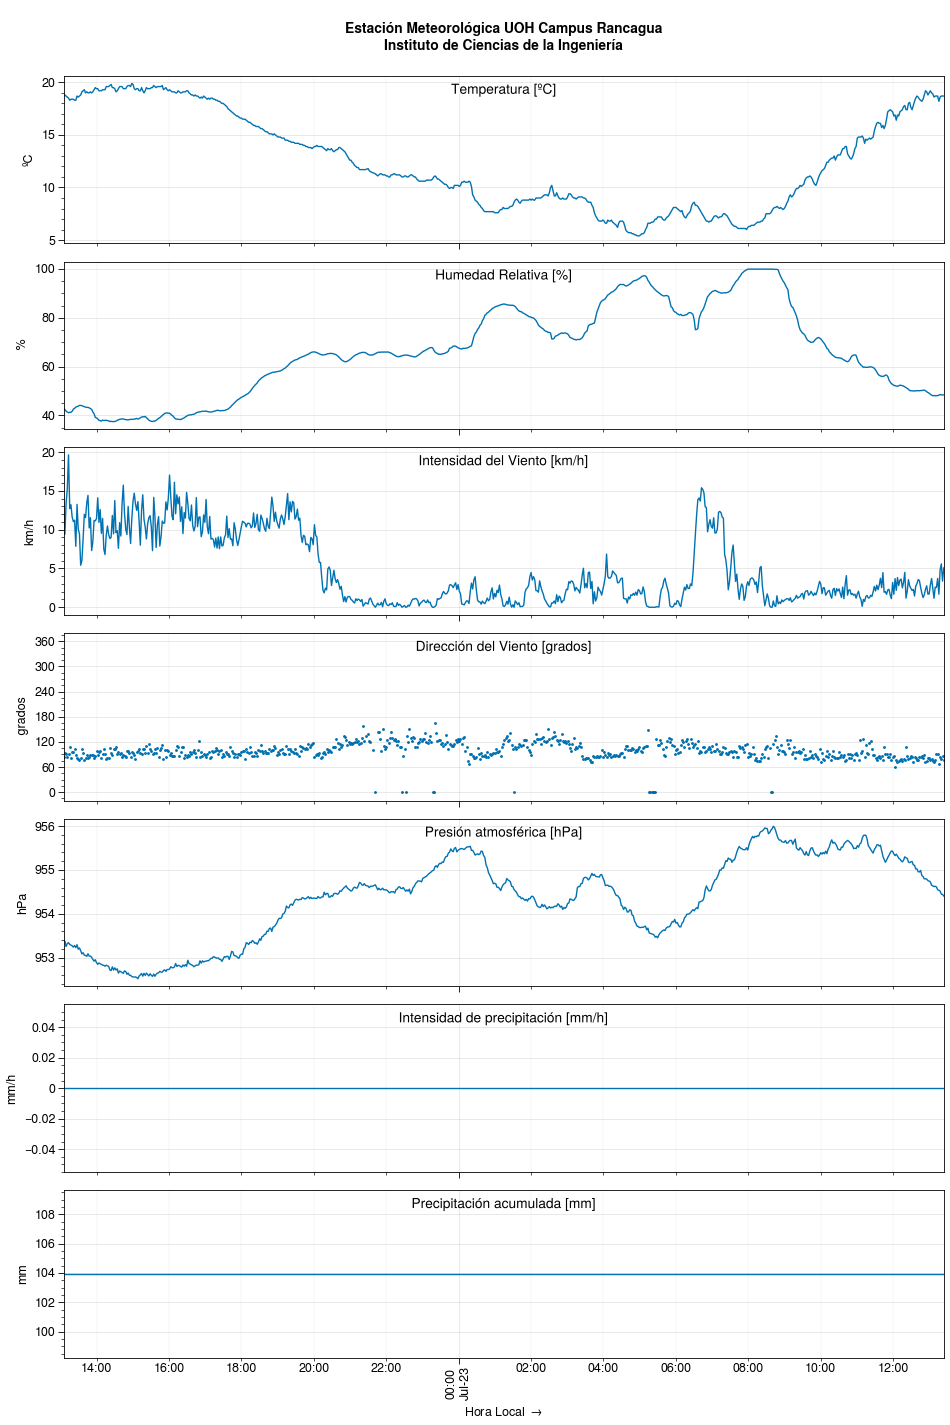 Estación Meteorológica UOH Campus Rancagua
Instituto de Ciencias de la Ingeniería
Temperatura [ºC]
ºC
20
15
10
5
Humedad Relativa [%]
%
100
80
60
40
Intensidad del Viento [km/h]
km/h
20
15
10
5
0
Dirección del Viento [grados]
grados
360
300
240
180
120
60
0
Presión atmosférica [hPa]
hPa
956
955
954
953
Intensidad de precipitación [mm/h]
mm/h
0.04
0.02
0
−0.02
−0.04
Precipitación acumulada [mm]
mm
108
106
104
102
100
14:00 16:00 18:00 20:00 22:00 00:00 02:00 04:00 06:00 08:00 10:00 12:00
Jul-23
Hora Local →